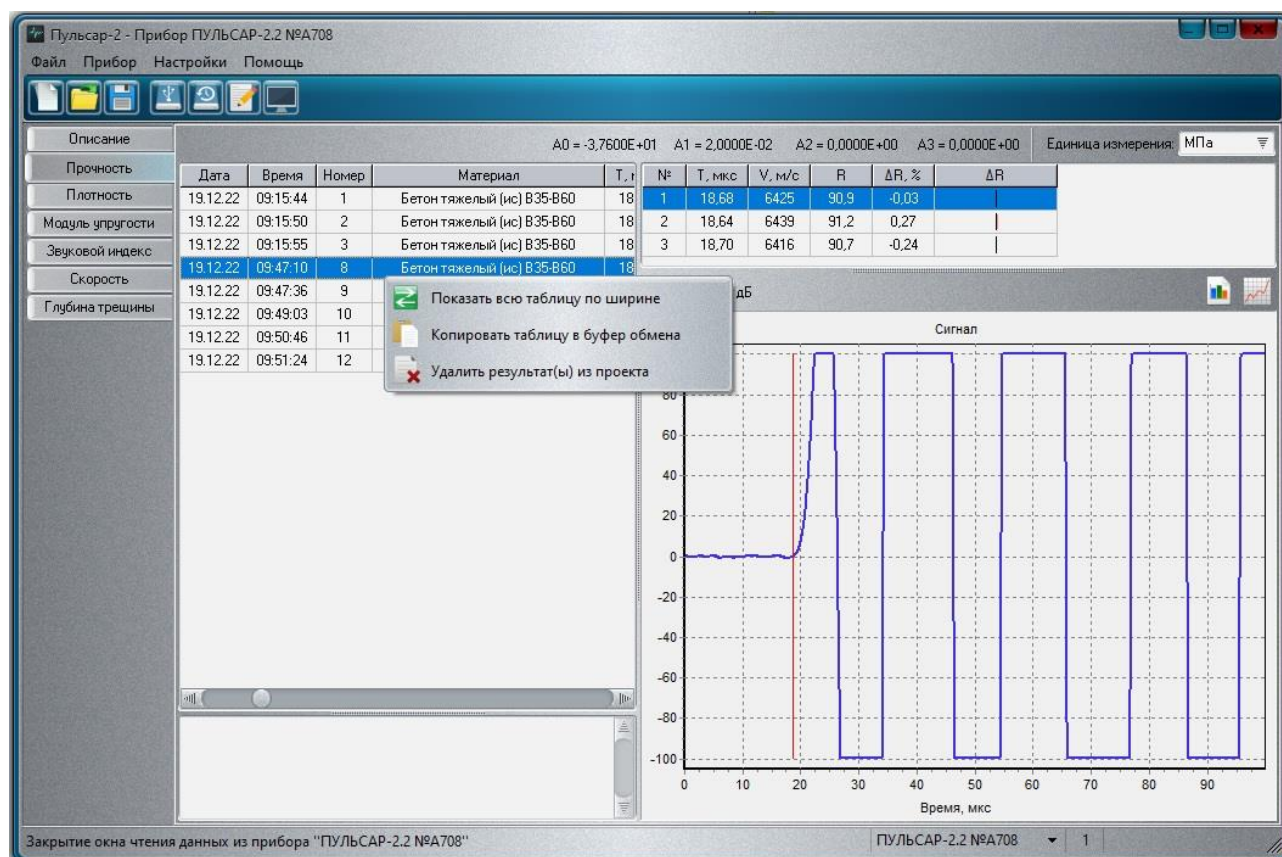 Пульсар-2 - Прибор ПУЛЬСАР-2.2 №А708
Файл Прибор Настройки Помощь
A0 = -3,7600E+01 A1 = 2,0000E-02 A2 = 0,0000E+00 A3 = 0,0000E+00 Единица измерения: МПа
Описание
Прочность
Плотность
Модуль упругости
Звуковой индекс
Скорость
Глубина трещины
Дата Время Номер Материал Т,
19.12.22 09:15:44 1 Бетон тяжелый (ис) В35-В60 18
19.12.22 09:15:50 2 Бетон тяжелый (ис) В35-В60 18
19.12.22 09:15:55 3 Бетон тяжелый (ис) В35-В60 18
19.12.22 09:47:10 8 Бетон тяжелый (ис) В35-В60 18
19.12.22 09:47:36 9
19.12.22 09:49:03 10
19.12.22 09:50:46 11
19.12.22 09:51:24 12
Показать всю таблицу по ширине
Копировать таблицу в буфер обмена
Удалить результат(ы) из проекта
№ Т, мкс V, м/с R ΔR, % ΔR
1 18,68 6425 90,9 -0,03
2 18,64 6439 91,2 0,27
3 18,70 6416 90,7 -0,24
дБ
Сигнал
80
60
40
20
0
-20
-40
-60
-80
-100
0 10 20 30 40 50 60 70 80 90
Время, мкс
Закрытие окна чтения данных из прибора "ПУЛЬСАР-2.2 №А708" ПУЛЬСАР-2.2 №А708 1